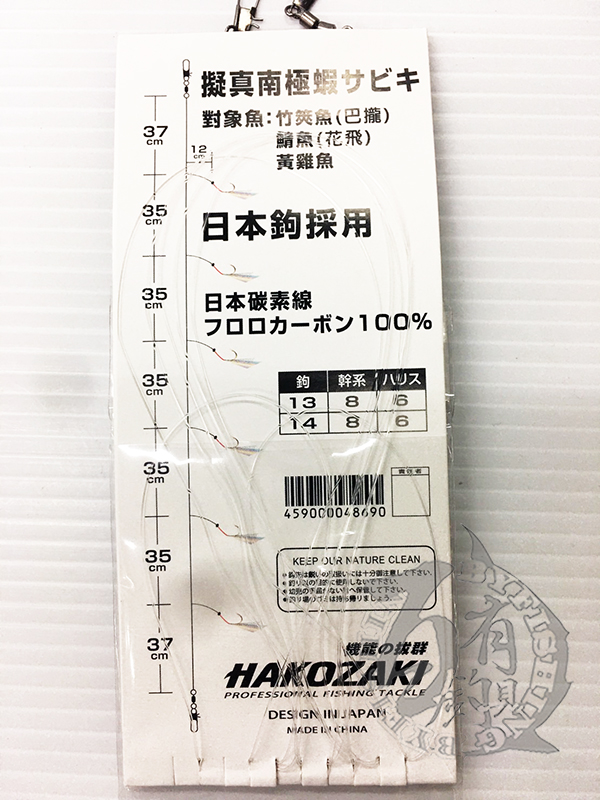 擬真南極蝦サビキ
對象魚:竹筴魚(巴攏)
鯖魚(花飛)
黃雞魚
37
cm
12
cm
35
cm
日本鉤採用
35
cm
日本碳素線
フロロカーボン100%
35
cm
鉤 幹系 ハリス
13 8 6
14 8 6
35
cm
459000048690
35
cm
KEEP OUR NATURE CLEAN
37
cm
機能の抜群
HAKOZAKI
PROFESSIONAL FISHING TACKLE
DESIGN IN JAPAN
MADE IN CHINA